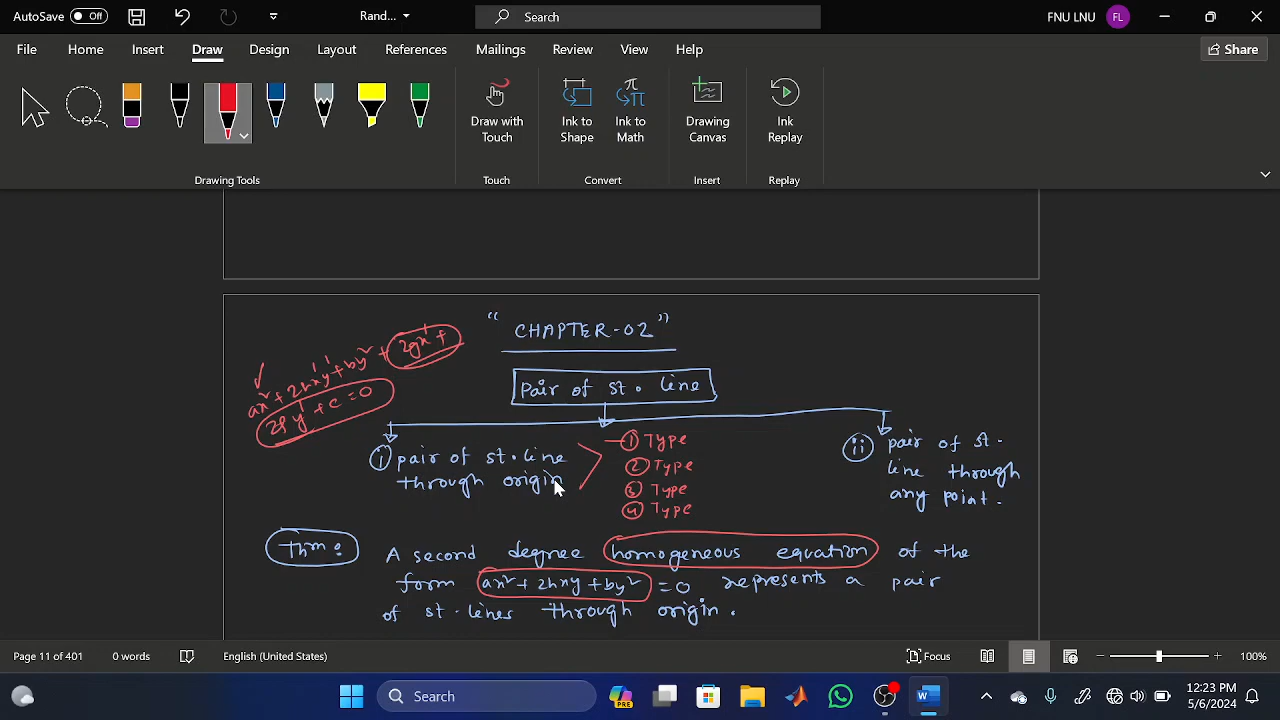 AutoSave Off
Rand...
Search
FNU LNU FL
File Home Insert Draw Design Layout References Mailings Review View Help
Share
Draw with Touch
Ink to Shape
Ink to Math
Drawing Canvas
Ink Replay
Drawing Tools Touch Convert Insert Replay
" CHAPTER-02 "
ax² + 2hxy + by² + 2gx +
2fy + c = 0
Pair of st. line
i pair of st. line
through origin
1 Type
2 Type
3 Type
4 Type
ii pair of st.
line through
any point.
Thm: A second degree homogeneous equation of the
form ax² + 2hxy + by² = 0 represents a pair
of st. lines through origin.
Page 11 of 401 0 words English (United States) Focus 100%
Search
PRE
12:23 PM
5/6/2024